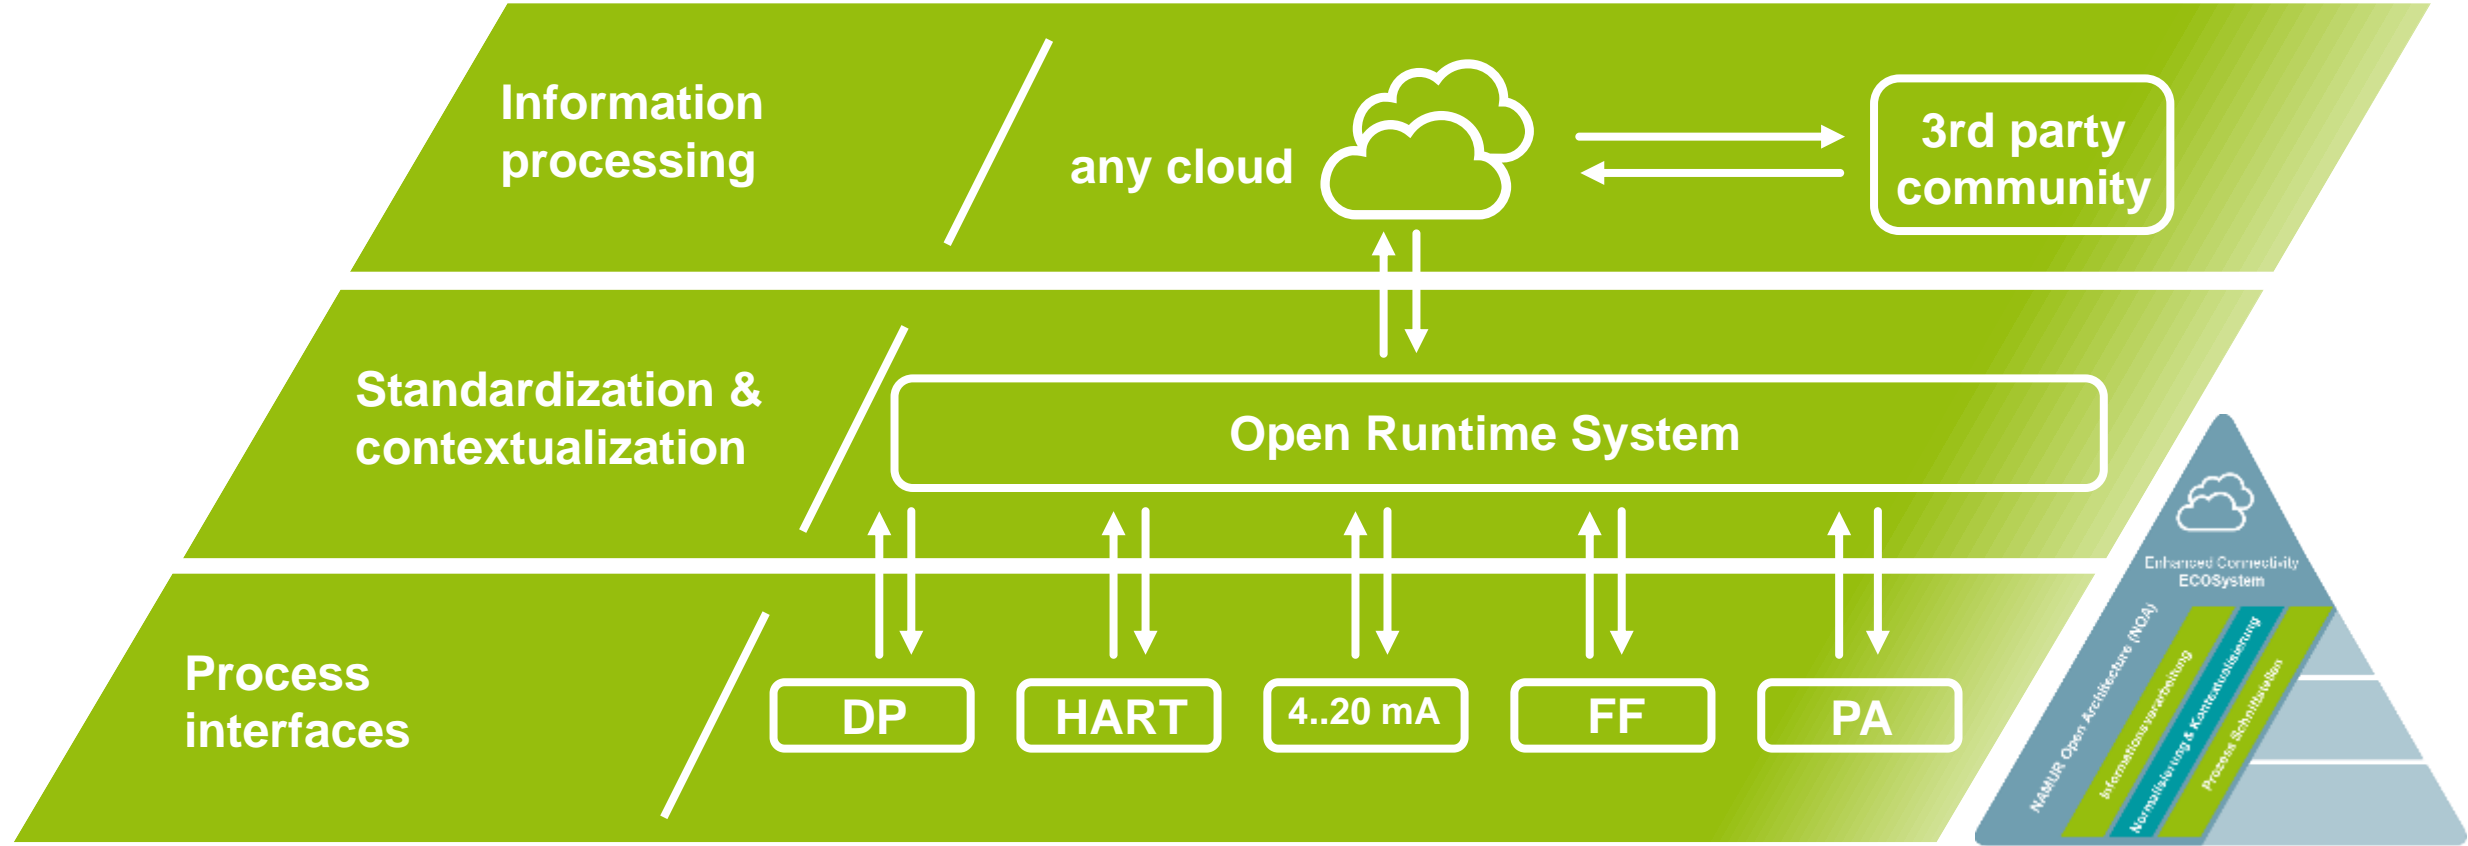 Information
processing
any cloud
3rd party
community
Standardization &
contextualization
Open Runtime System
Process
interfaces
DP
HART
4..20 mA
FF
PA
Enhanced Connectivity
ECOSystem
NAMUR Open Architecture (NOA)
Informationsverarbeitung
Normalisierung & Kontextualisierung
Prozess Schnittstellen